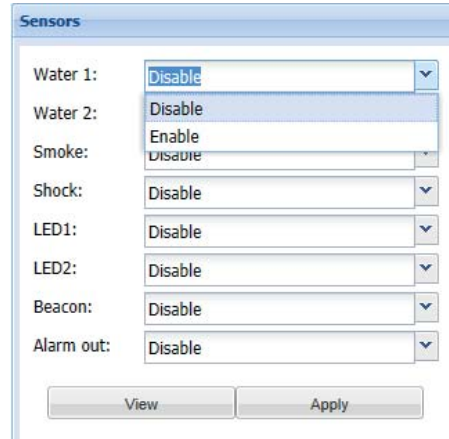 Sensors
Water 1: Disable
Water 2: Disable
Enable
Smoke: Disable
Shock: Disable
LED1: Disable
LED2: Disable
Beacon: Disable
Alarm out: Disable
View Apply